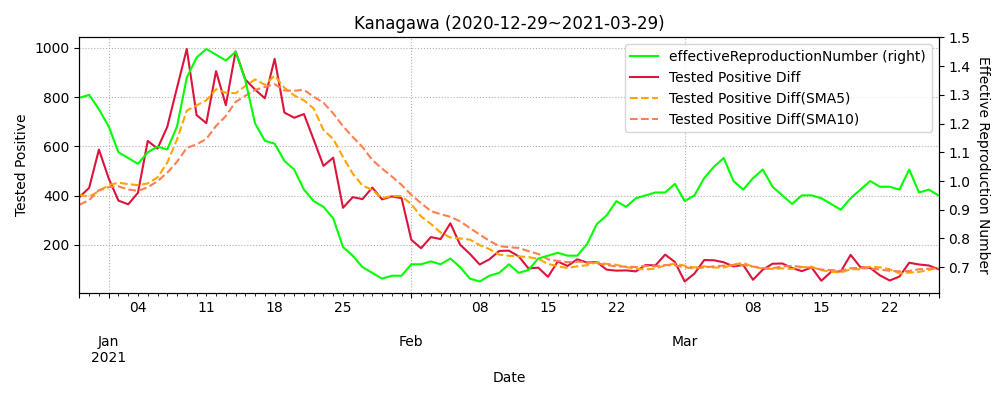 Kanagawa (2020-12-29~2021-03-29)
effectiveReproductionNumber (right)
Tested Positive Diff
Tested Positive Diff(SMA5)
Tested Positive Diff(SMA10)
Tested Positive
1000
800
600
400
200
1.5
1.4
1.3
1.2
1.1
1.0
0.9
0.8
0.7
Effective Reproduction Number
04 11 18 25 08 15 22 08 15 22
Jan Feb Mar
2021
Date